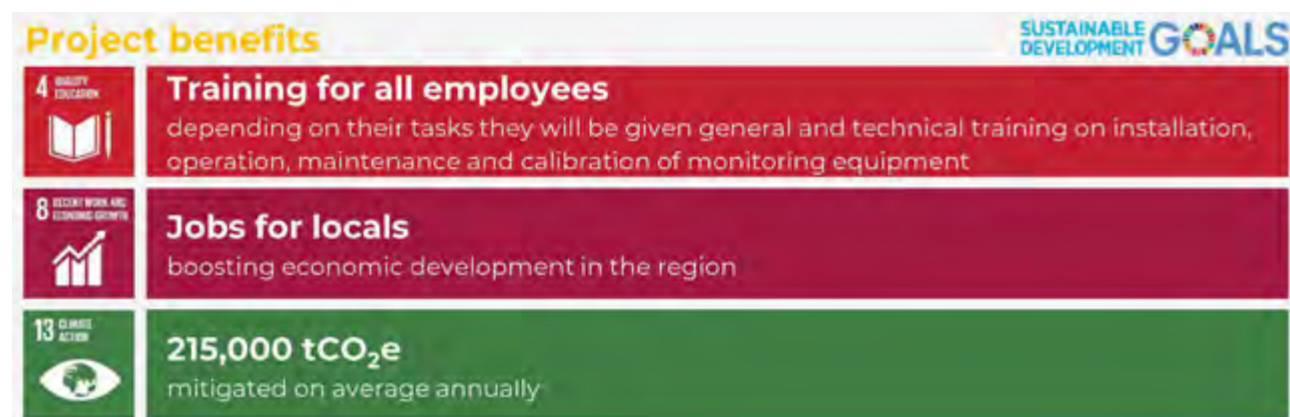 Project benefits
SUSTAINABLE
DEVELOPMENT GOALS
4 QUALITY
EDUCATION
Training for all employees
depending on their tasks they will be given general and technical training on installation,
operation, maintenance and calibration of monitoring equipment
8 DECENT WORK AND
ECONOMIC GROWTH
Jobs for locals
boosting economic development in the region
13 CLIMATE
ACTION
215,000 tCO₂e
mitigated on average annually